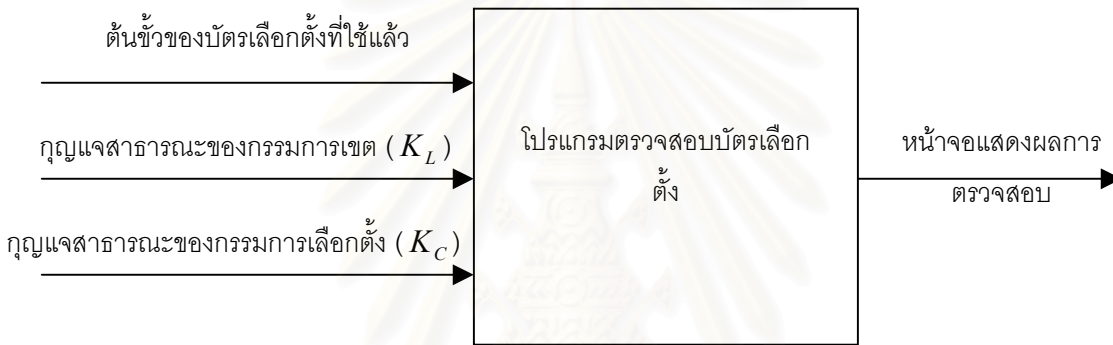 ต้นขั้วของบัตรเลือกตั้งที่ใช้แล้ว
กุญแจสาธารณะของกรรมการเขต ( K_L )
กุญแจสาธารณะของกรรมการเลือกตั้ง ( K_C )
โปรแกรมตรวจสอบบัตรเลือก
ตั้ง
หน้าจอแสดงผลการ
ตรวจสอบ